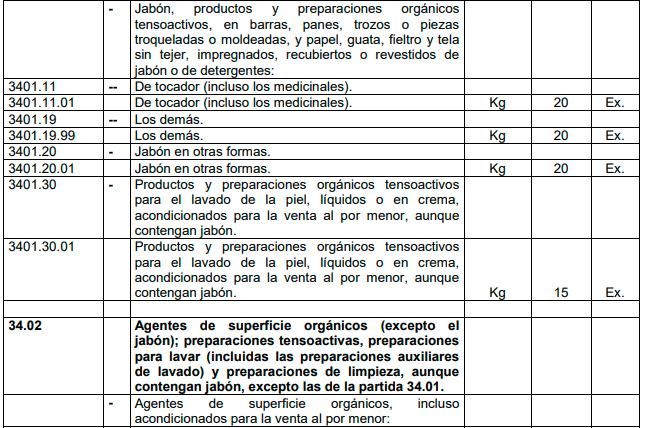 - Jabón, productos y preparaciones orgánicos
tensoactivos, en barras, panes, trozos o piezas
troqueladas o moldeadas, y papel, guata, fieltro y tela
sin tejer, impregnados, recubiertos o revestidos de
jabón o de detergentes:
3401.11 -- De tocador (incluso los medicinales).
3401.11.01 De tocador (incluso los medicinales). Kg 20 Ex.
3401.19 -- Los demás.
3401.19.99 Los demás. Kg 20 Ex.
3401.20 - Jabón en otras formas.
3401.20.01 Jabón en otras formas. Kg 20 Ex.
3401.30 - Productos y preparaciones orgánicos tensoactivos
para el lavado de la piel, líquidos o en crema,
acondicionados para la venta al por menor, aunque
contengan jabón.
3401.30.01 Productos y preparaciones orgánicos tensoactivos
para el lavado de la piel, líquidos o en crema,
acondicionados para la venta al por menor, aunque
contengan jabón. Kg 15 Ex.
34.02 Agentes de superficie orgánicos (excepto el
jabón); preparaciones tensoactivas, preparaciones
para lavar (incluidas las preparaciones auxiliares
de lavado) y preparaciones de limpieza, aunque
contengan jabón, excepto las de la partida 34.01.
- Agentes de superficie orgánicos, incluso
acondicionados para la venta al por menor: